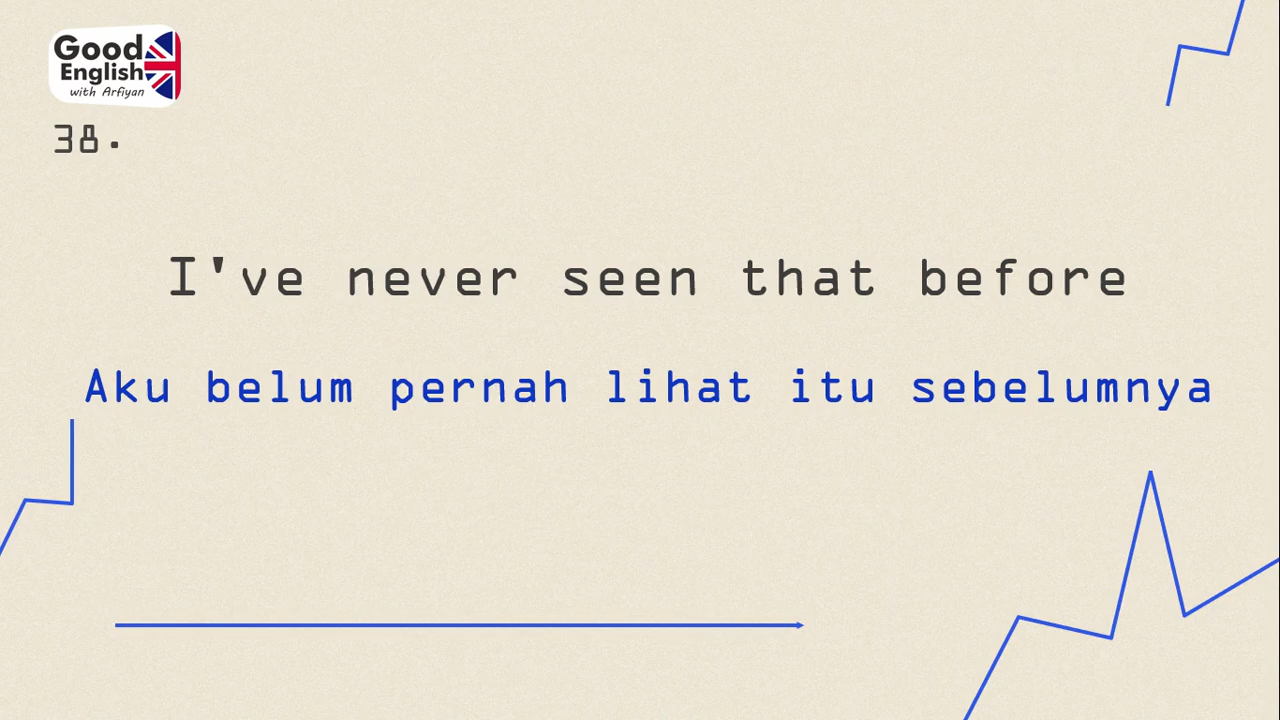 Good
English
with Arfiyan
38.
I've never seen that before
Aku belum pernah lihat itu sebelumnya